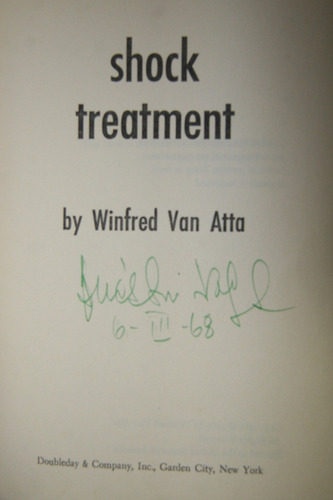 shock
treatment
by Winfred Van Atta
6-III-68
Doubleday & Company, Inc., Garden City, New York